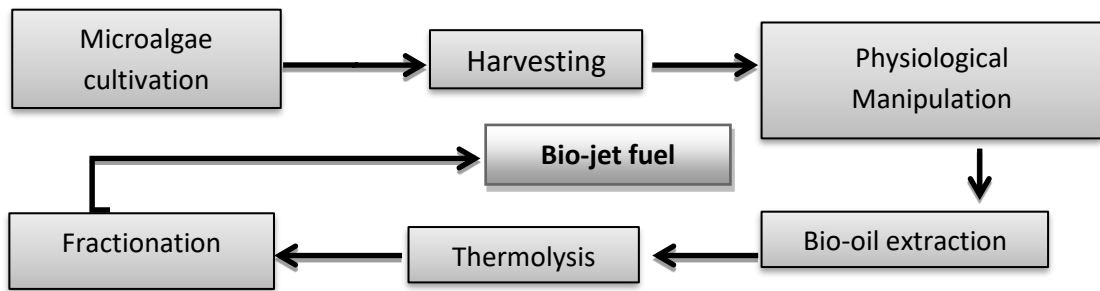 Microalgae
cultivation
Harvesting
Physiological
Manipulation
Bio-oil extraction
Thermolysis
Fractionation
Bio-jet fuel